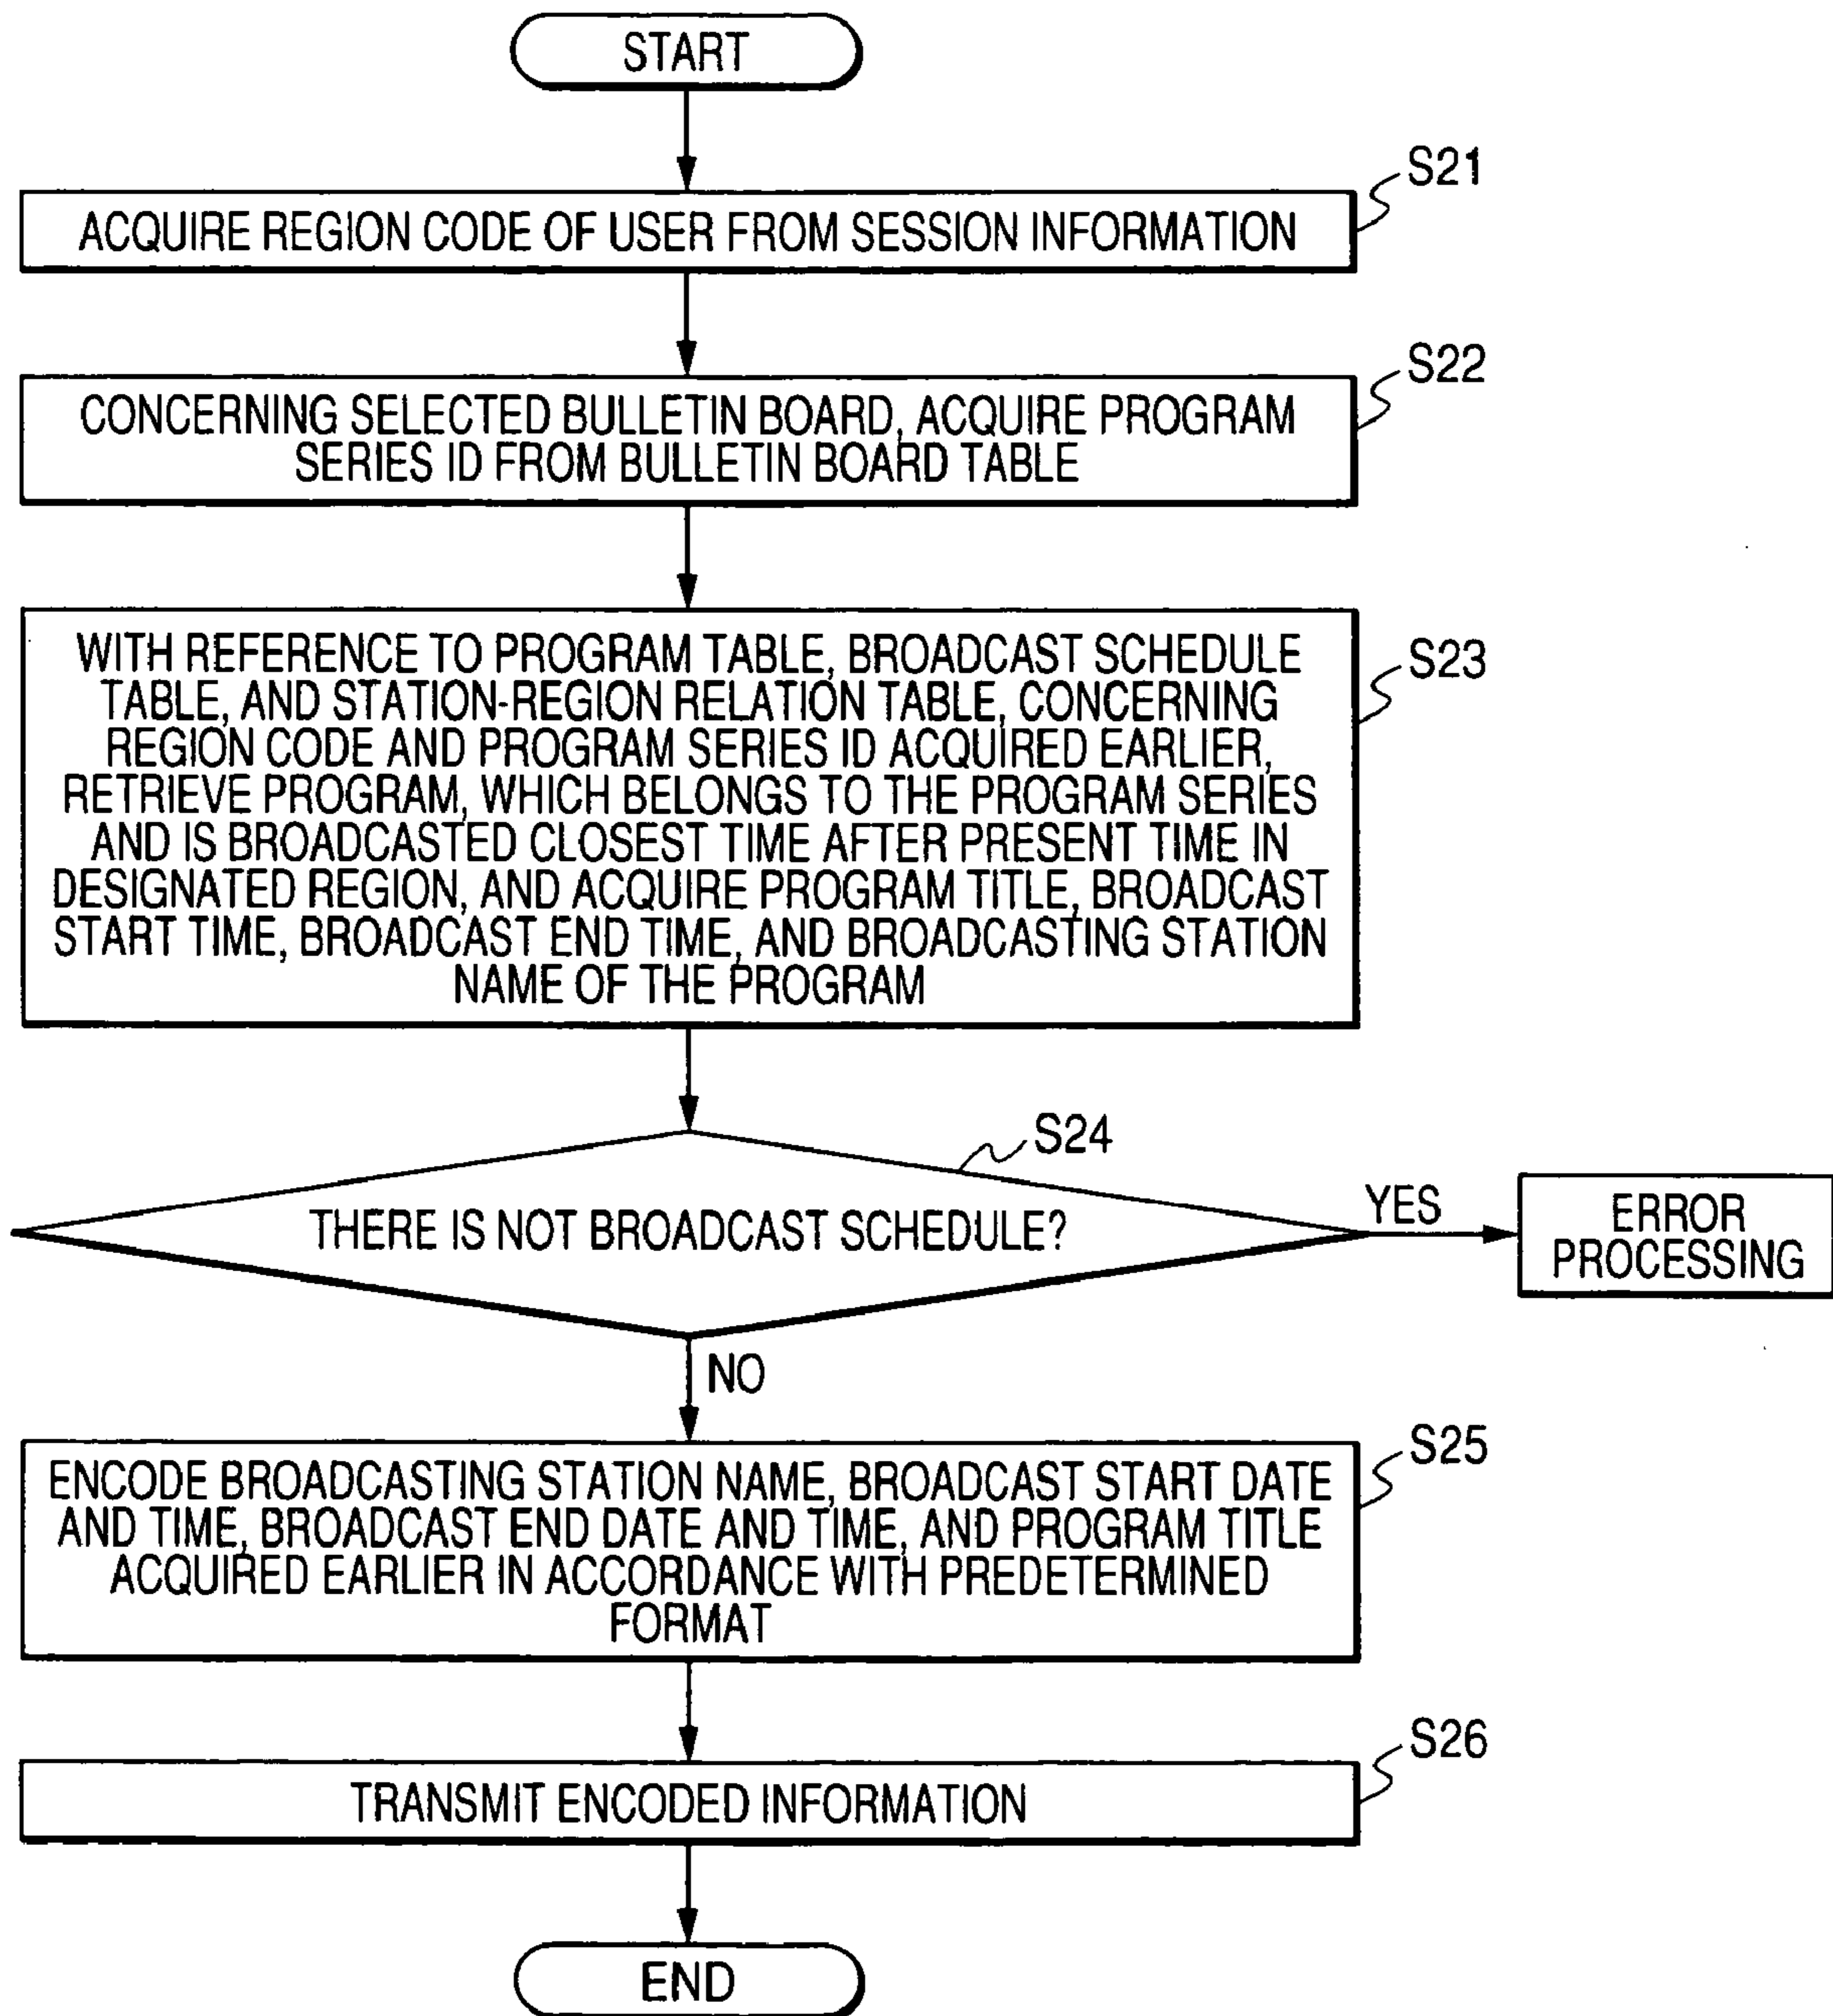 START
S21
ACQUIRE REGION CODE OF USER FROM SESSION INFORMATION
S22
CONCERNING SELECTED BULLETIN BOARD, ACQUIRE PROGRAM
SERIES ID FROM BULLETIN BOARD TABLE
S23
WITH REFERENCE TO PROGRAM TABLE, BROADCAST SCHEDULE
TABLE, AND STATION-REGION RELATION TABLE, CONCERNING
REGION CODE AND PROGRAM SERIES ID ACQUIRED EARLIER,
RETRIEVE PROGRAM, WHICH BELONGS TO THE PROGRAM SERIES
AND IS BROADCASTED CLOSEST TIME AFTER PRESENT TIME IN
DESIGNATED REGION, AND ACQUIRE PROGRAM TITLE, BROADCAST
START TIME, BROADCAST END TIME, AND BROADCASTING STATION
NAME OF THE PROGRAM
S24
THERE IS NOT BROADCAST SCHEDULE?
YES
ERROR
PROCESSING
NO
S25
ENCODE BROADCASTING STATION NAME, BROADCAST START DATE
AND TIME, BROADCAST END DATE AND TIME, AND PROGRAM TITLE
ACQUIRED EARLIER IN ACCORDANCE WITH PREDETERMINED
FORMAT
S26
TRANSMIT ENCODED INFORMATION
END